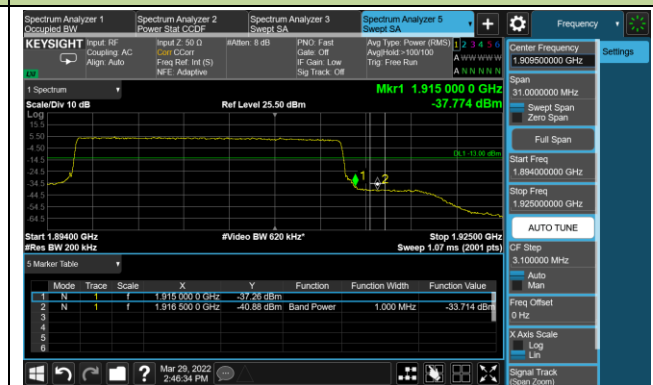 Spectrum Analyzer 1
Occupied BW
Spectrum Analyzer 2
Power Stat CCDF
Spectrum Analyzer 3
Swept SA
Spectrum Analyzer 5
Swept SA
Frequency
KEYSIGHT
Input: RF
Coupling: AC
Align: Auto
Input Z: 50 Ω
Corr CCorr
Freq Ref: Int (S)
NFE: Adaptive
#Atten: 8 dB
PNO: Fast
Gate: Off
IF Gain: Low
Sig Track: Off
Avg Type: Power (RMS)
Avg|Hold:>100/100
Trig: Free Run
1 2 3 4 5 6
A W W W W W
A N N N N N
1 Spectrum
Mkr1 1.915 000 0 GHz
-37.774 dBm
Scale/Div 10 dB
Ref Level 25.50 dBm
Log
15.5
5.50
-4.50
-14.5
-24.5
-34.5
-44.5
-54.5
-64.5
DL1 -13.00 dBm
1
2
Start 1.89400 GHz
#Video BW 620 kHz*
Stop 1.92500 GHz
#Res BW 200 kHz
Sweep 1.07 ms (2001 pts)
5 Marker Table
Mode Trace Scale X Y Function Function Width Function Value
1 N 1 f 1.915 000 0 GHz -37.26 dBm
2 N 1 f 1.916 500 0 GHz -40.88 dBm Band Power 1.000 MHz -33.714 dBm
3
4
5
6
Mar 29, 2022
2:46:34 PM
Center Frequency
1.909500000 GHz
Settings
Span
31.0000000 MHz
Swept Span
Zero Span
Full Span
Start Freq
1.894000000 GHz
Stop Freq
1.925000000 GHz
AUTO TUNE
CF Step
3.100000 MHz
Auto
Man
Freq Offset
0 Hz
X Axis Scale
Log
Lin
Signal Track
(Span Zoom)